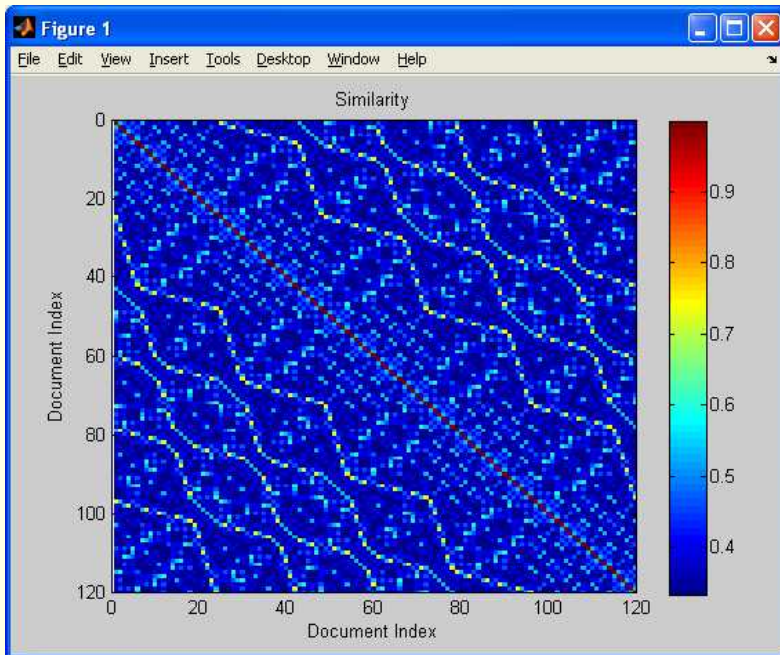 Figure 1
File Edit View Insert Tools Desktop Window Help
Similarity
0
20
40
60
80
100
120
Document Index
0 20 40 60 80 100 120
Document Index
0.9
0.8
0.7
0.6
0.5
0.4